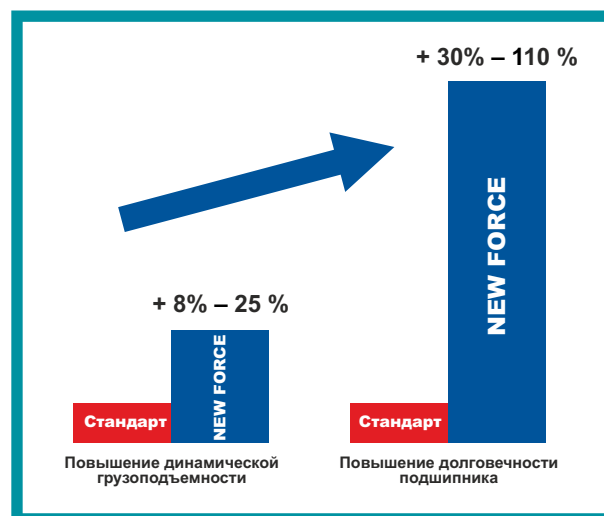 + 30% – 110 %
NEW FORCE
+ 8% – 25 %
NEW FORCE
Стандарт
Стандарт
Повышение динамической
грузоподъемности
Повышение долговечности
подшипника